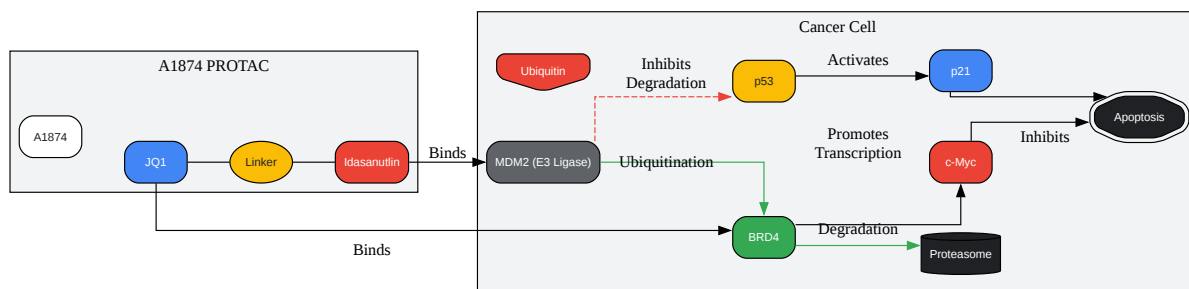 Cancer Cell
A1874 PROTAC
A1874
JQ1
Linker
Idasanutlin
Binds
Binds
Ubiquitin
Inhibits
Degradation
MDM2 (E3 Ligase)
Ubiquitination
p53
Activates
p21
Promotes
Transcription
c-Myc
Inhibits
Apoptosis
BRD4
Degradation
Proteasome